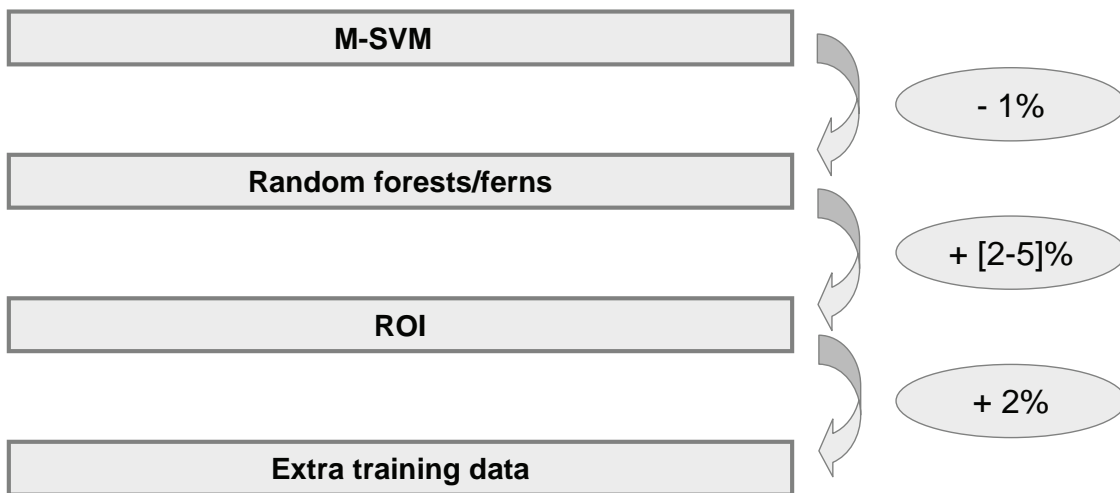 M-SVM
- 1%
Random forests/ferns
+ [2-5]%
ROI
+ 2%
Extra training data